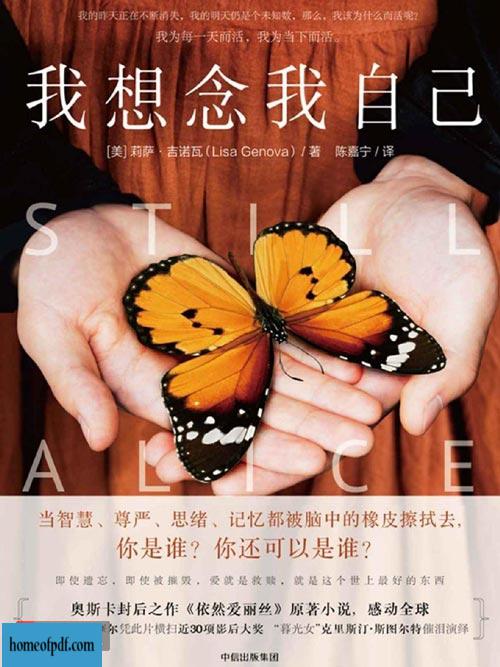 我的昨天正在不断消失，我的明天仍是个未知数，那么，我该为什么而活呢？
我为每一天而活，我为当下而活。
我想念我自己
[美] 莉萨·吉诺瓦（Lisa Genova）/ 著 陈嘉宁 / 译
STILL
ALICE
当智慧、尊严、思绪、记忆都被脑中的橡皮擦拭去，
你是谁？你还可以是谁？
即使遗忘，即使被摧毁，爱就是救赎，就是这个世上最好的东西
奥斯卡封后之作《依然爱丽丝》原著小说，感动全球
尔凭此片横扫近30项影后大奖 “暮光女”克里斯汀·斯图尔特催泪演绎
homeofpdf.com
中信出版集团